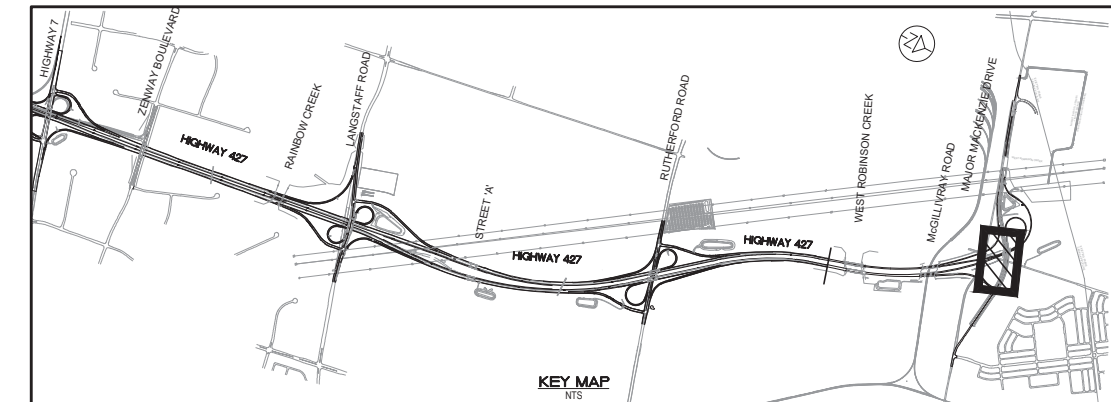 HIGHWAY 7
ZENWAY BOULEVARD
HIGHWAY 427
RAINBOW CREEK
LANGSTAFF ROAD
STREET 'A'
HIGHWAY 427
RUTHERFORD ROAD
HIGHWAY 427
WEST ROBINSON CREEK
McGILLIVRAY ROAD
MAJOR MACKENZIE DRIVE
N
KEY MAP
NTS